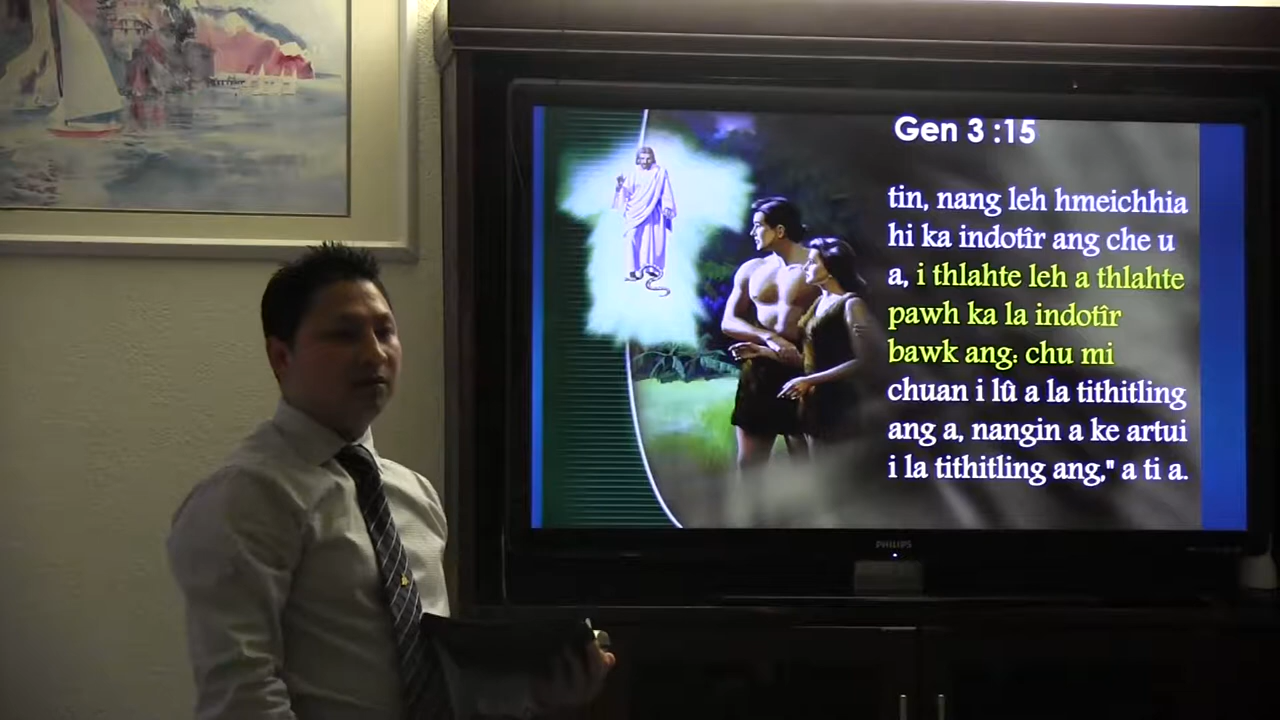 Gen 3 :15
tin, nang leh hmeichhia
hi ka indotîr ang che u
a, i thlahte leh a thlahte
pawh ka la indotîr
bawk ang: chu mi
chuan i lû a la tithitling
ang a, nangin a ke artui
i la tithitling ang," a ti a.
PHILIPS